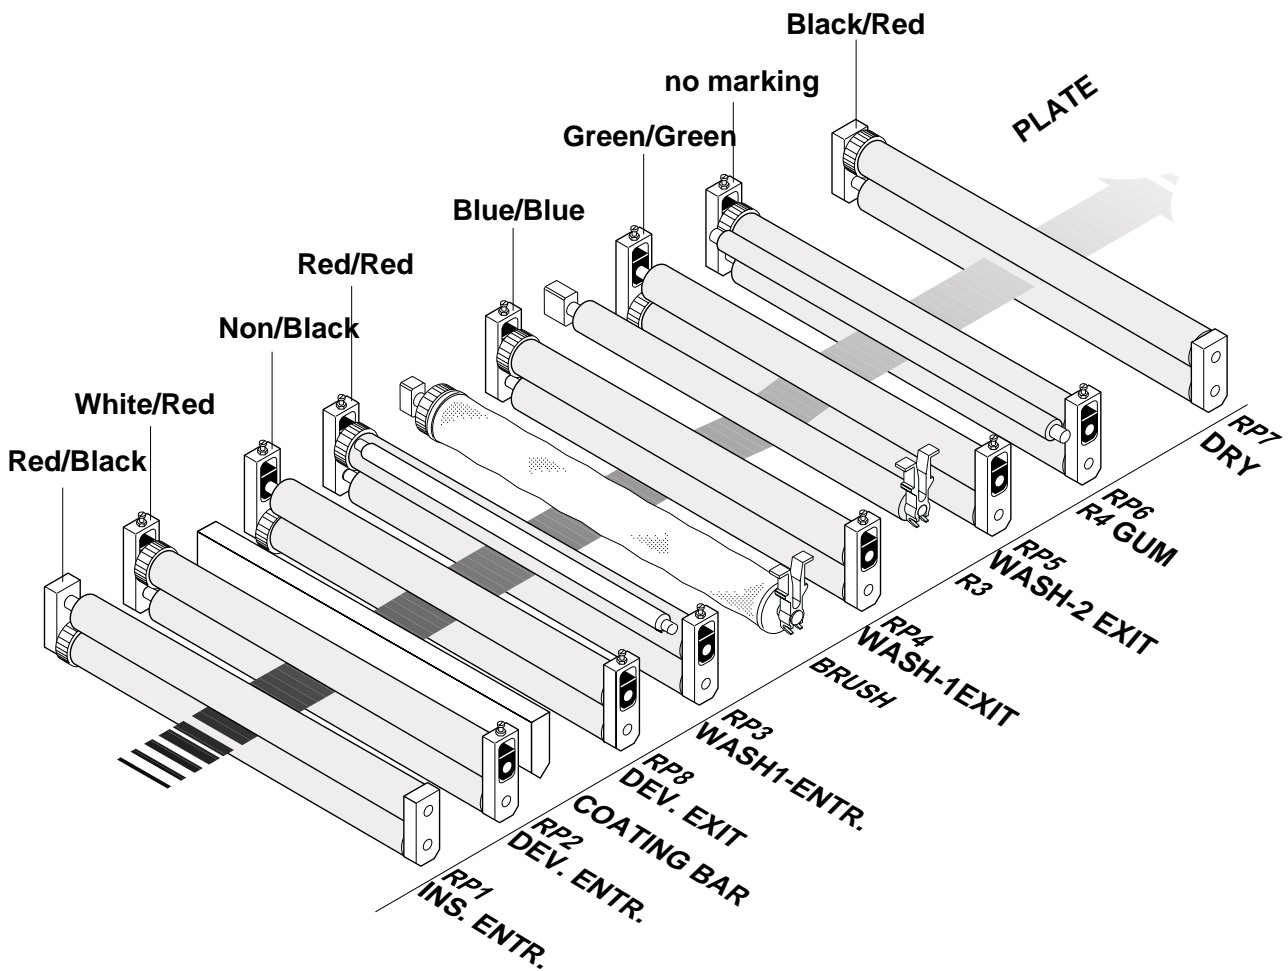 Black/Red
PLATE
no marking
Green/Green
Blue/Blue
Red/Red
Non/Black
White/Red
Red/Black
RP7
DRY
RP6
R4 GUM
RP5
WASH-2 EXIT
R3
RP4
WASH-1EXIT
BRUSH
RP3
WASH1-ENTR.
RP8
DEV. EXIT
COATING BAR
RP2
DEV. ENTR.
RP1
INS. ENTR.